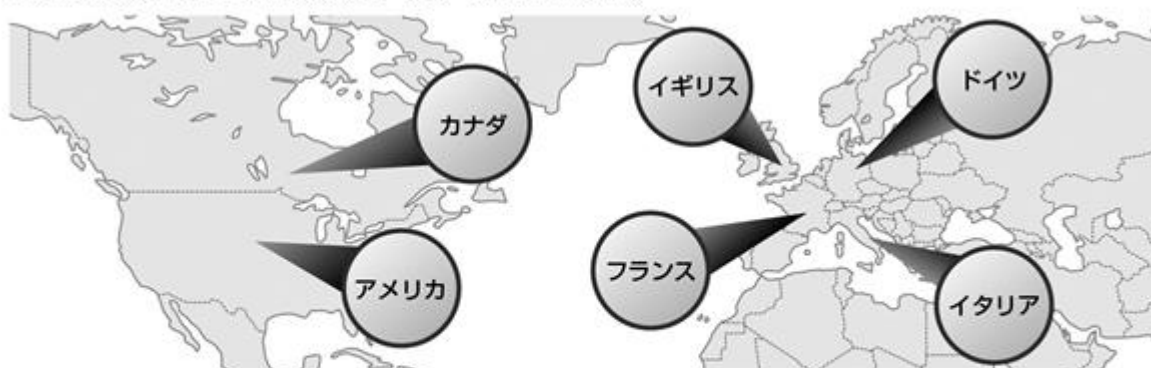 カナダ
アメリカ
イギリス
ドイツ
フランス
イタリア